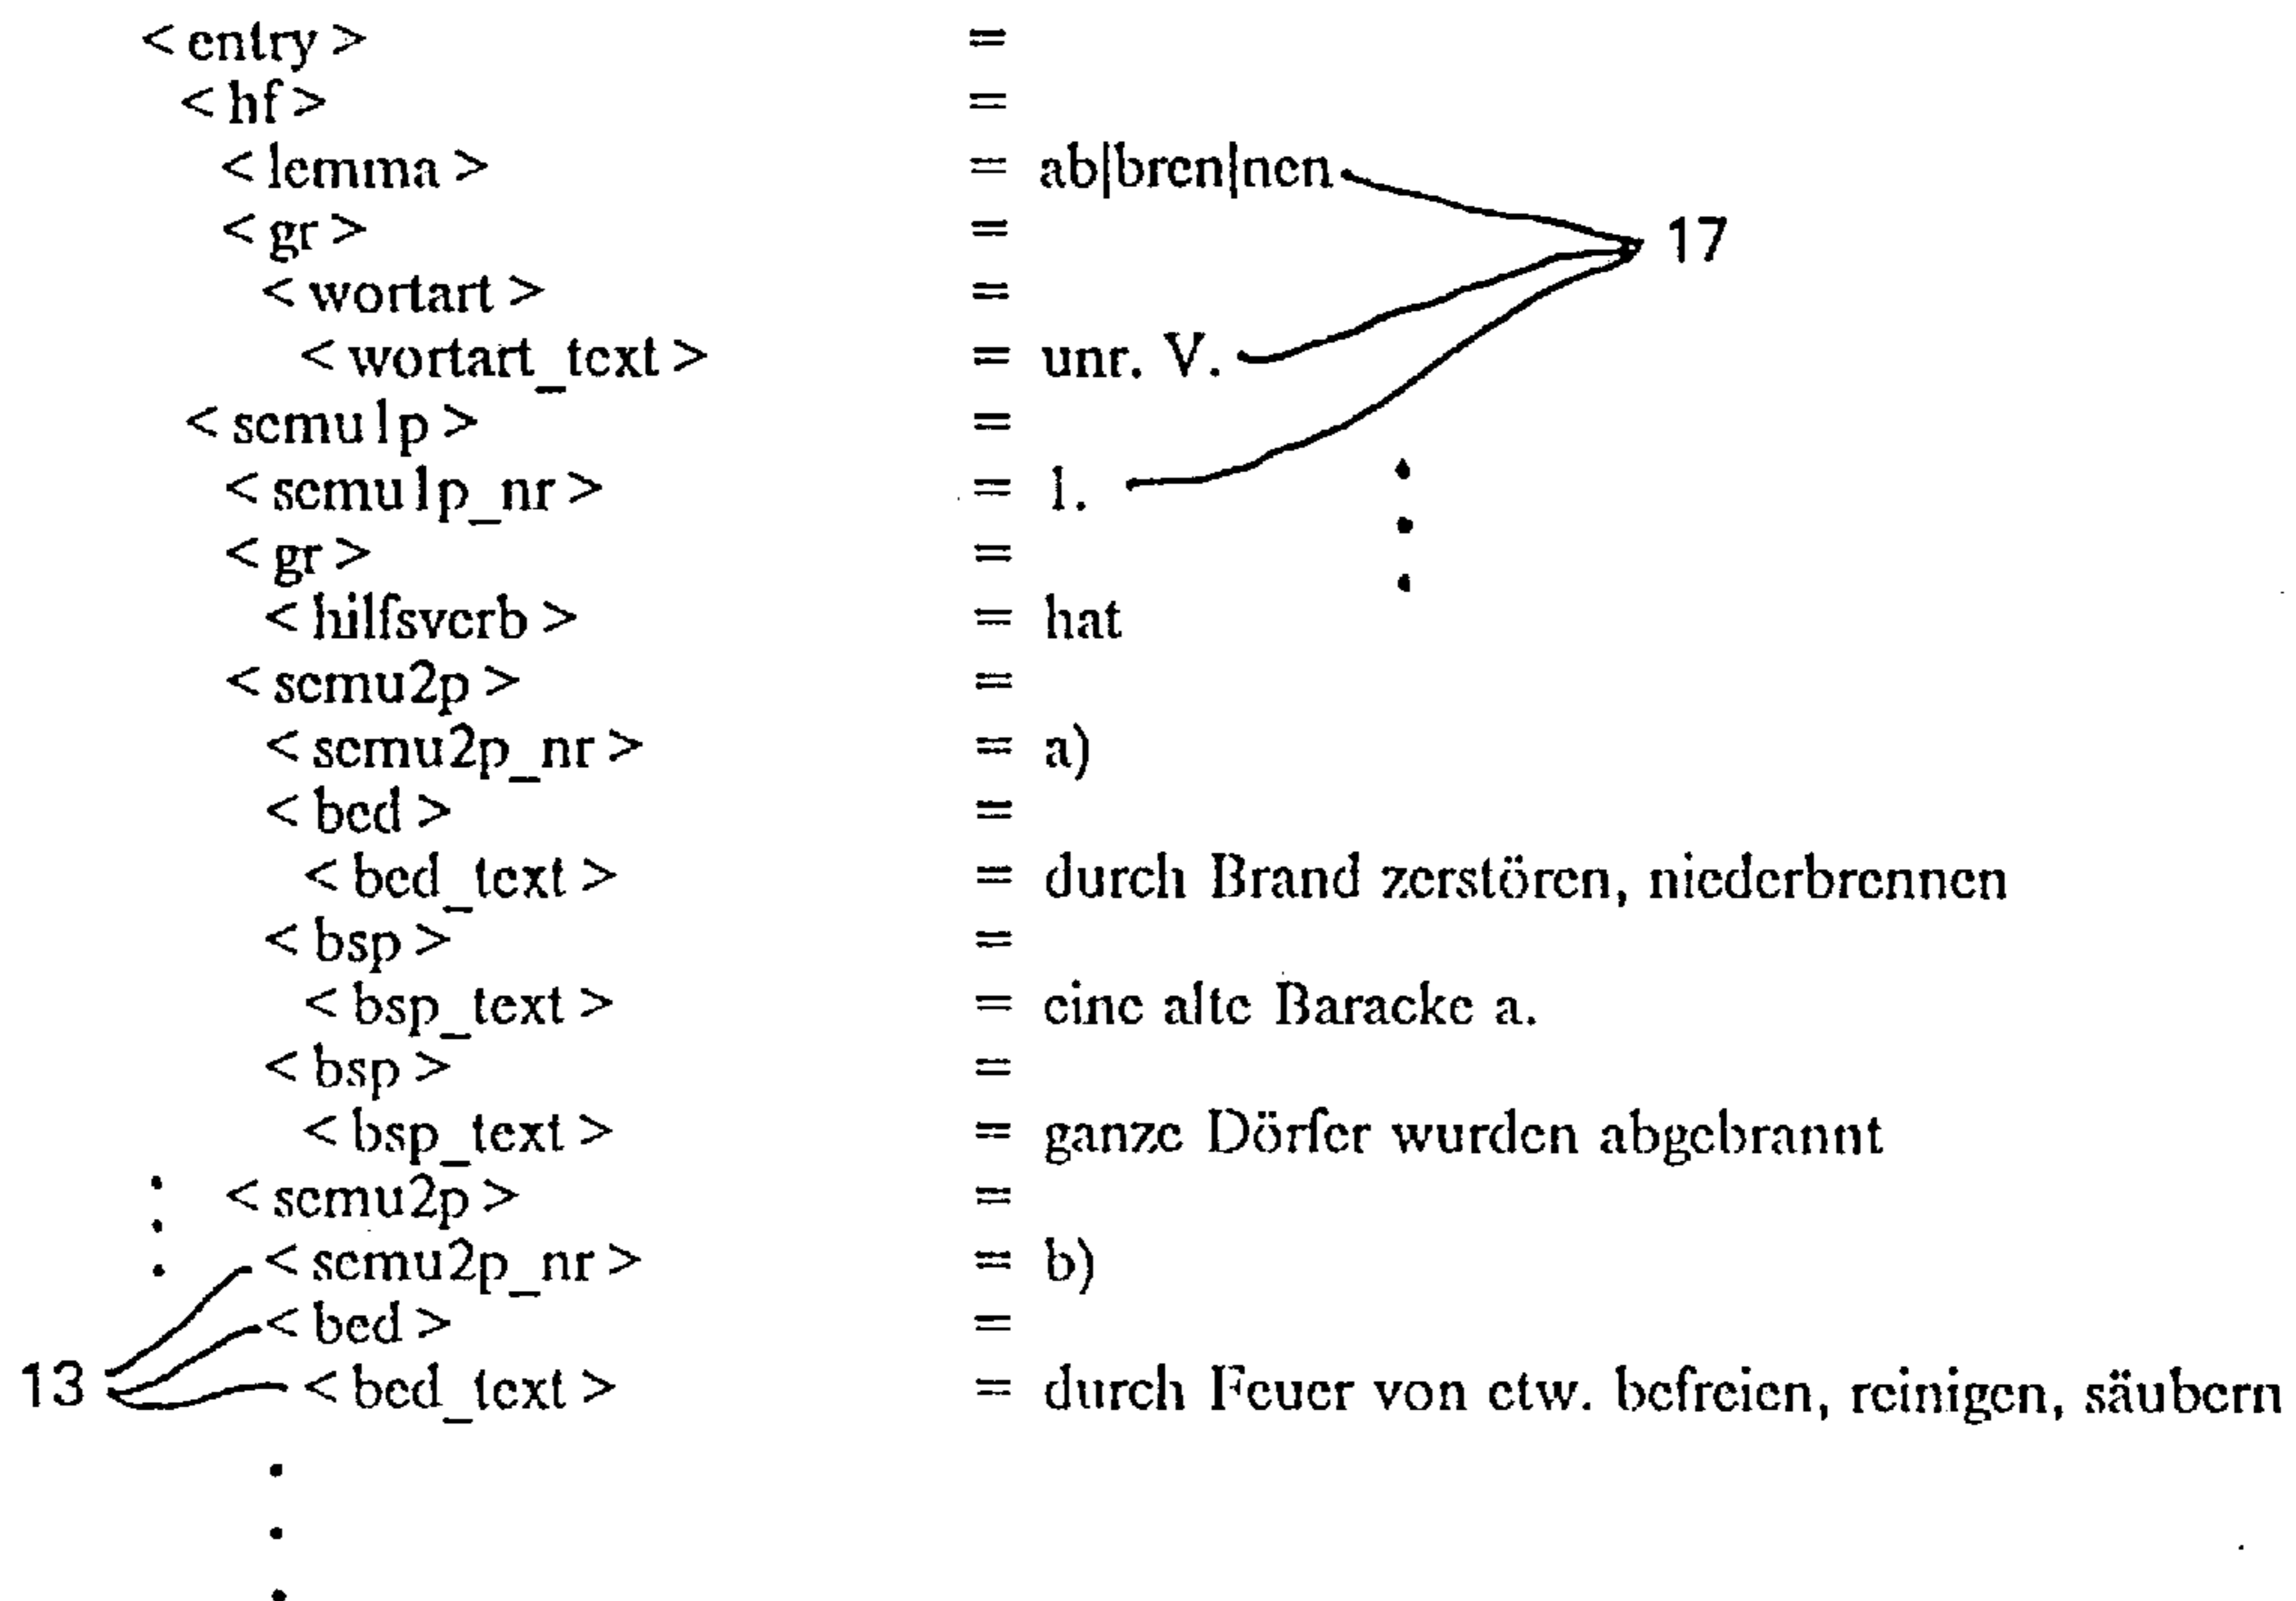 <entry> =
<hf> =
<lemma> = ab|bren|nen
<gr> = 17
<wortart> =
<wortart_text> = unr. V.
<semu1p> =
<semu1p_nr> = 1.
<gr> =
<hilfsverb> = hat
<semu2p> =
<semu2p_nr> = a)
<bed> =
<bed_text> = durch Brand zerstören, niederbrennen
<bsp> =
<bsp_text> = eine alte Baracke a.
<bsp> =
<bsp_text> = ganze Dörfer wurden abgebrannt
<semu2p> =
<semu2p_nr> = b)
<bed> =
13 <bed_text> = durch Feuer von etw. befreien, reinigen, säubern